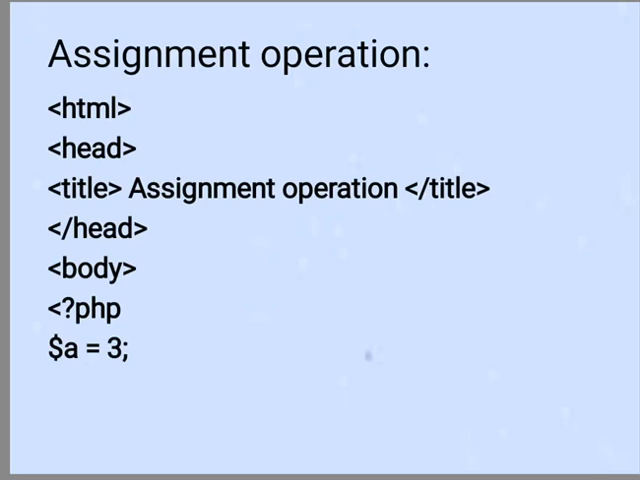 Assignment operation:
<html>
<head>
<title> Assignment operation </title>
</head>
<body>
<?php
$a = 3;